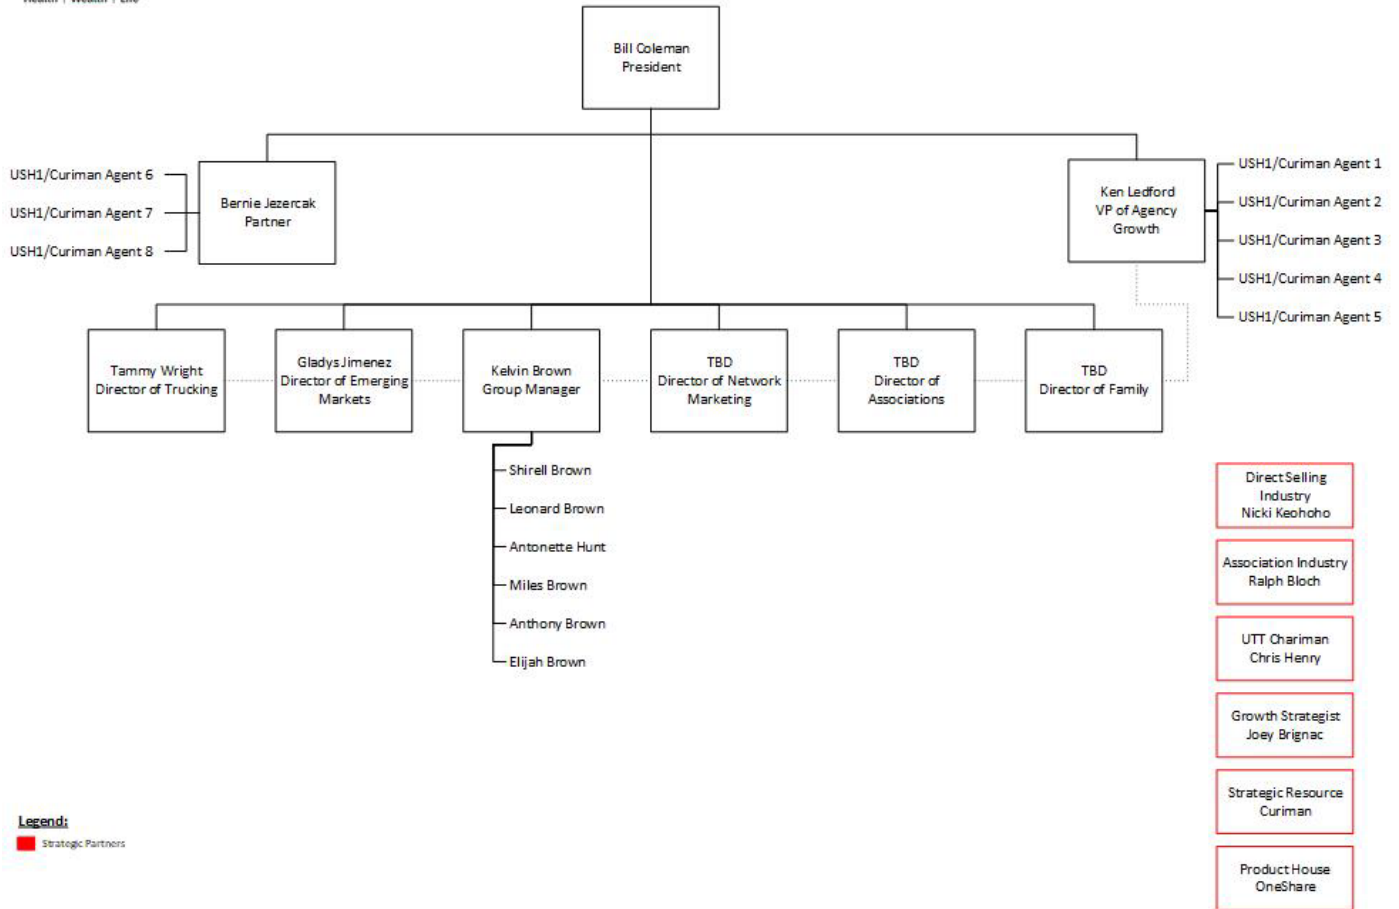 Health | Wealth | Life
Bill Coleman
President
USH1/Curiman Agent 6
USH1/Curiman Agent 7
USH1/Curiman Agent 8
Bernie Jezercak
Partner
Ken Ledford
VP of Agency
Growth
USH1/Curiman Agent 1
USH1/Curiman Agent 2
USH1/Curiman Agent 3
USH1/Curiman Agent 4
USH1/Curiman Agent 5
Tammy Wright
Director of Trucking
Gladys Jimenez
Director of Emerging
Markets
Kelvin Brown
Group Manager
TBD
Director of Network
Marketing
TBD
Director of
Associations
TBD
Director of Family
Shirell Brown
Leonard Brown
Antonette Hunt
Miles Brown
Anthony Brown
Elijah Brown
Direct Selling
Industry
Nicki Keohoho
Association Industry
Ralph Bloch
UTT Chariman
Chris Henry
Growth Strategist
Joey Brignac
Strategic Resource
Curiman
Product House
OneShare
Legend:
Strategic Partners